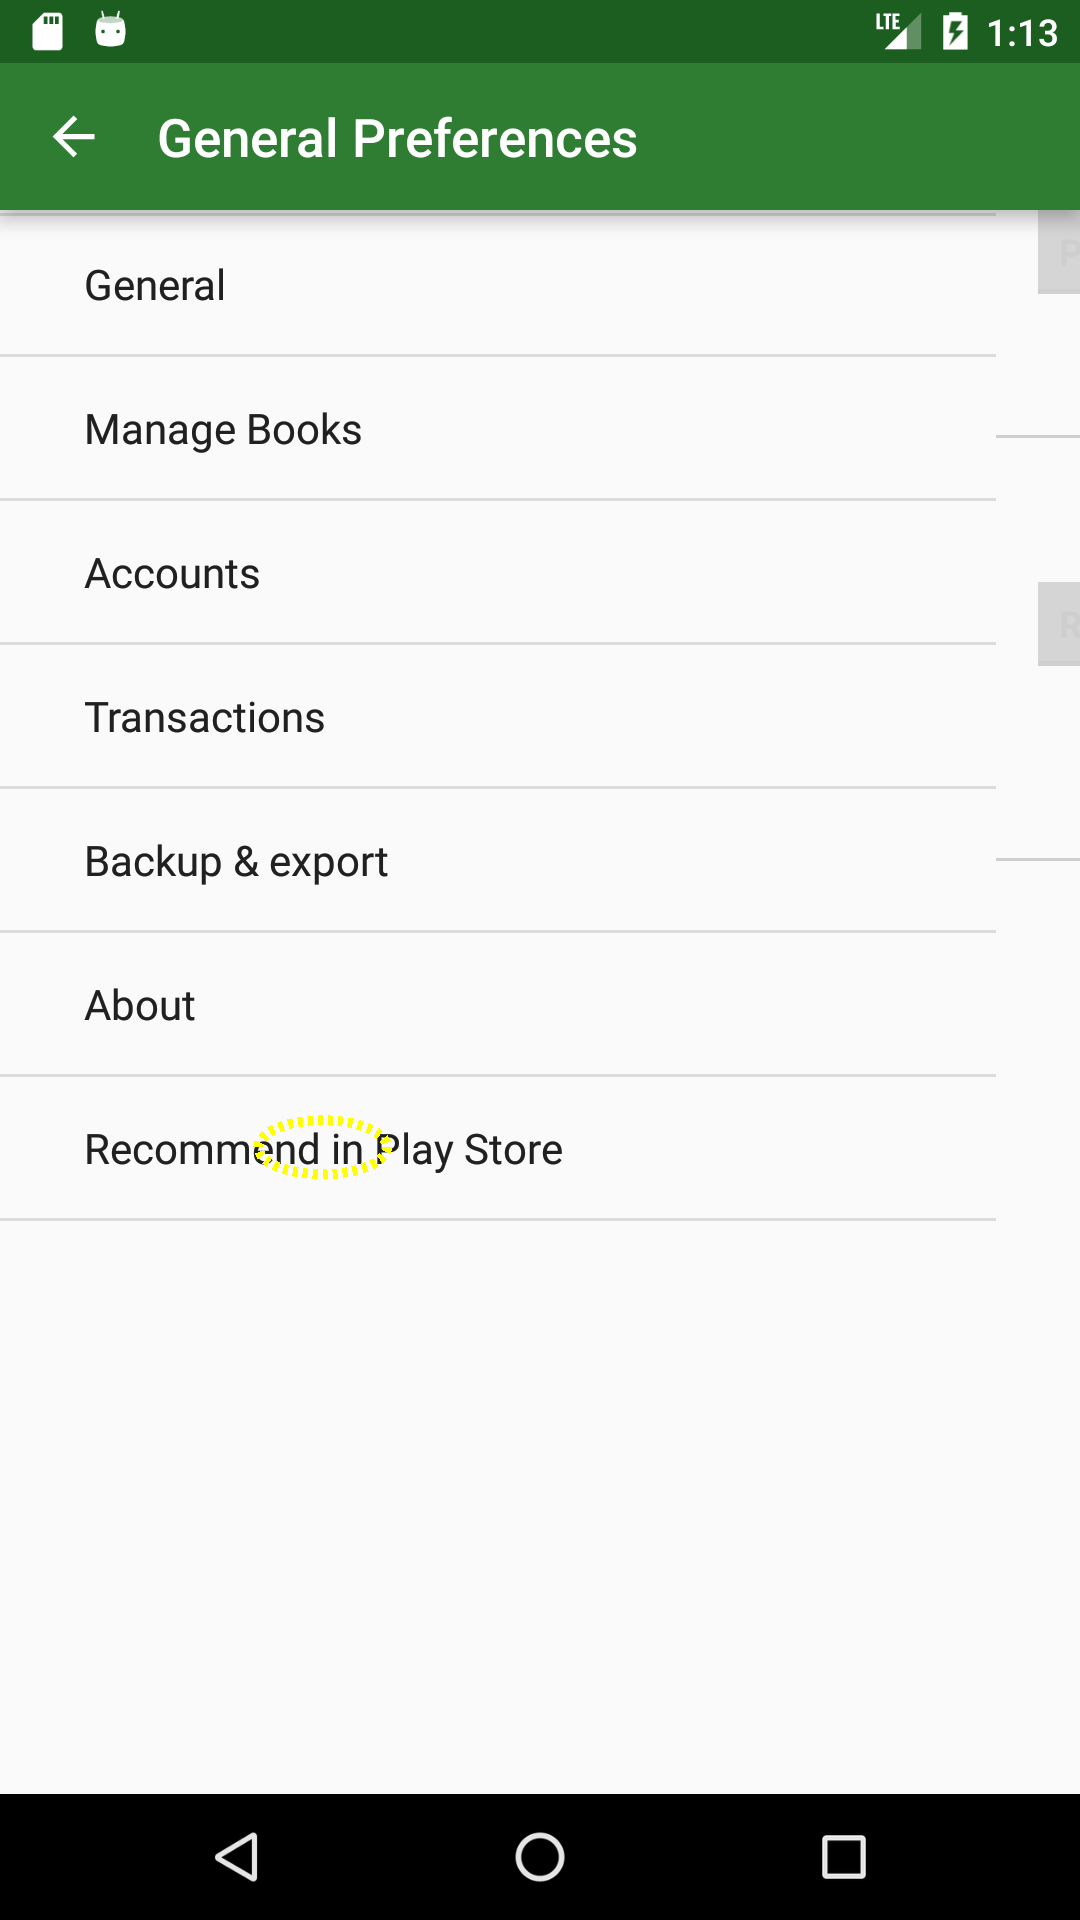 LTE 1:13
General Preferences
P
General
Manage Books
Accounts
R
Transactions
Backup & export
About
Recommend in Play Store